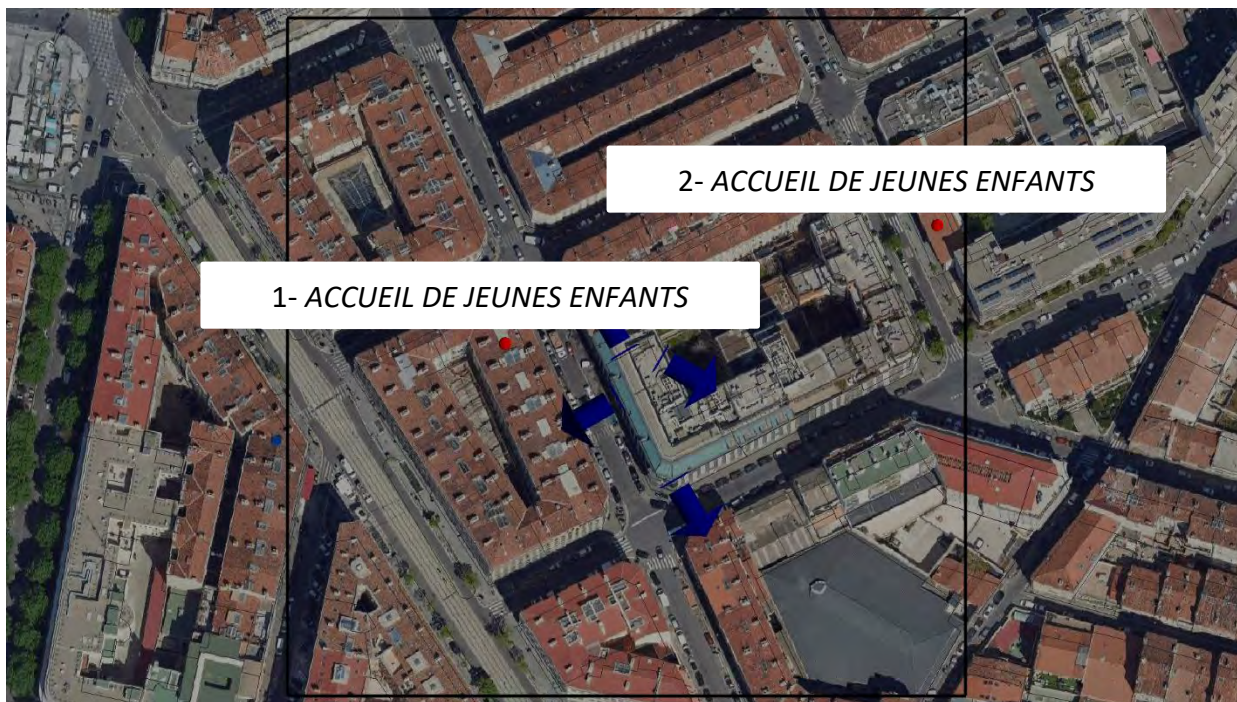 2- ACCUEIL DE JEUNES ENFANTS
1- ACCUEIL DE JEUNES ENFANTS